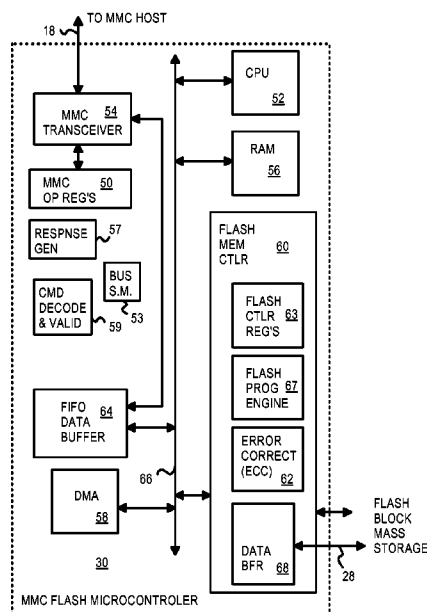 TO MMC HOST
18
MMC 54
TRANSCEIVER
CPU
52
RAM
56
MMC 50
OP REG'S
RESPNSE
GEN
57
BUS
S.M.
53
CMD
DECODE
& VALID
59
FLASH
MEM 60
CTLR
FLASH
CTLR 63
REG'S
FLASH
PROG 67
ENGINE
FIFO 64
DATA
BUFFER
ERROR
CORRECT
(ECC) 62
66
DMA
58
DATA
BFR 68
FLASH
BLOCK
MASS
STORAGE
28
30
MMC FLASH MICROCONTROLER